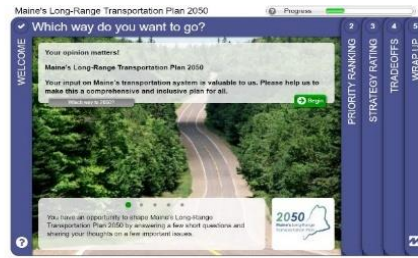 Maine's Long-Range Transportation Plan 2050
Progress
Which way do you want to go?
WELCOME
Your opinion matters!
Maine's Long-Range Transportation Plan 2050
Your input on Maine's transportation system is valuable to us. Please help us to
make this a comprehensive and inclusive plan for all.
Which way to 2050?
Begin
You have an opportunity to shape Maine's Long-Range
Transportation Plan 2050 by answering a few short questions and
sharing your thoughts on a few important issues.
2050
Maine's Long-Range
Transportation Plan
2
PRIORITY RANKING
3
STRATEGY RATING
4
TRADEOFFS
5
WRAP UP